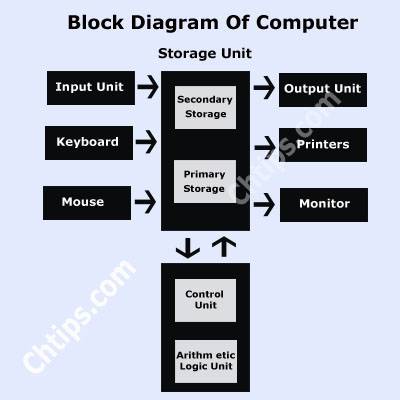 Block Diagram Of Computer
Storage Unit
Input Unit
Secondary
Storage
Output Unit
Keyboard
Printers
Primary
Storage
Mouse
Monitor
Control
Unit
Arithm etic
Logic Unit
Chtips.com
Chtips.com